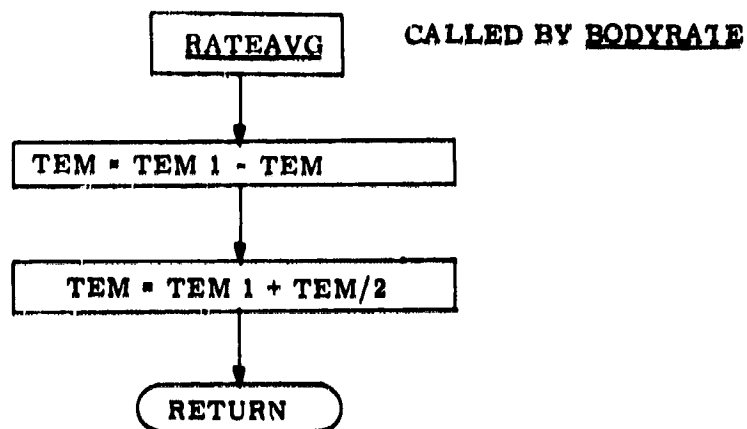 RATEAVG
CALLED BY BODYRATE
TEM = TEM 1 - TEM
TEM = TEM 1 + TEM/2
RETURN